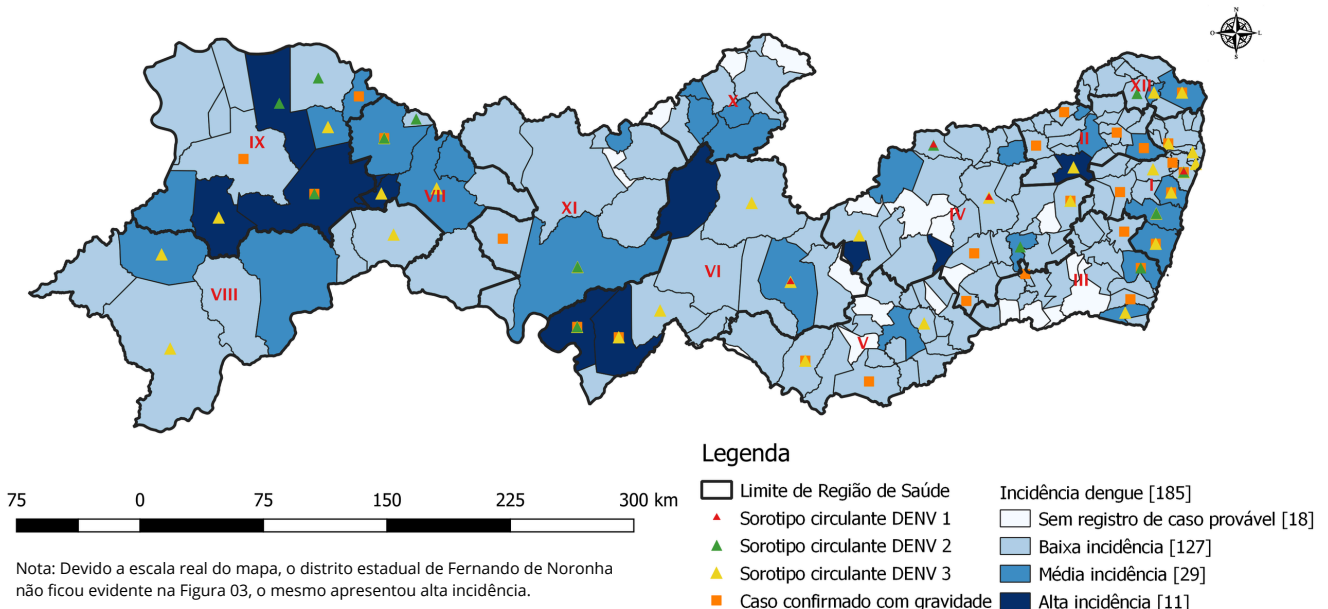 N
O
L
S
X
XII
II
I
IX
VII
XI
IV
VI
VIII
III
V
Legenda
75 0 75 150 225 300 km
Limite de Região de Saúde
Sorotipo circulante DENV 1
Sorotipo circulante DENV 2
Sorotipo circulante DENV 3
Caso confirmado com gravidade
Incidência dengue [185]
Sem registro de caso provável [18]
Baixa incidência [127]
Média incidência [29]
Alta incidência [11]
Nota: Devido a escala real do mapa, o distrito estadual de Fernando de Noronha
não ficou evidente na Figura 03, o mesmo apresentou alta incidência.